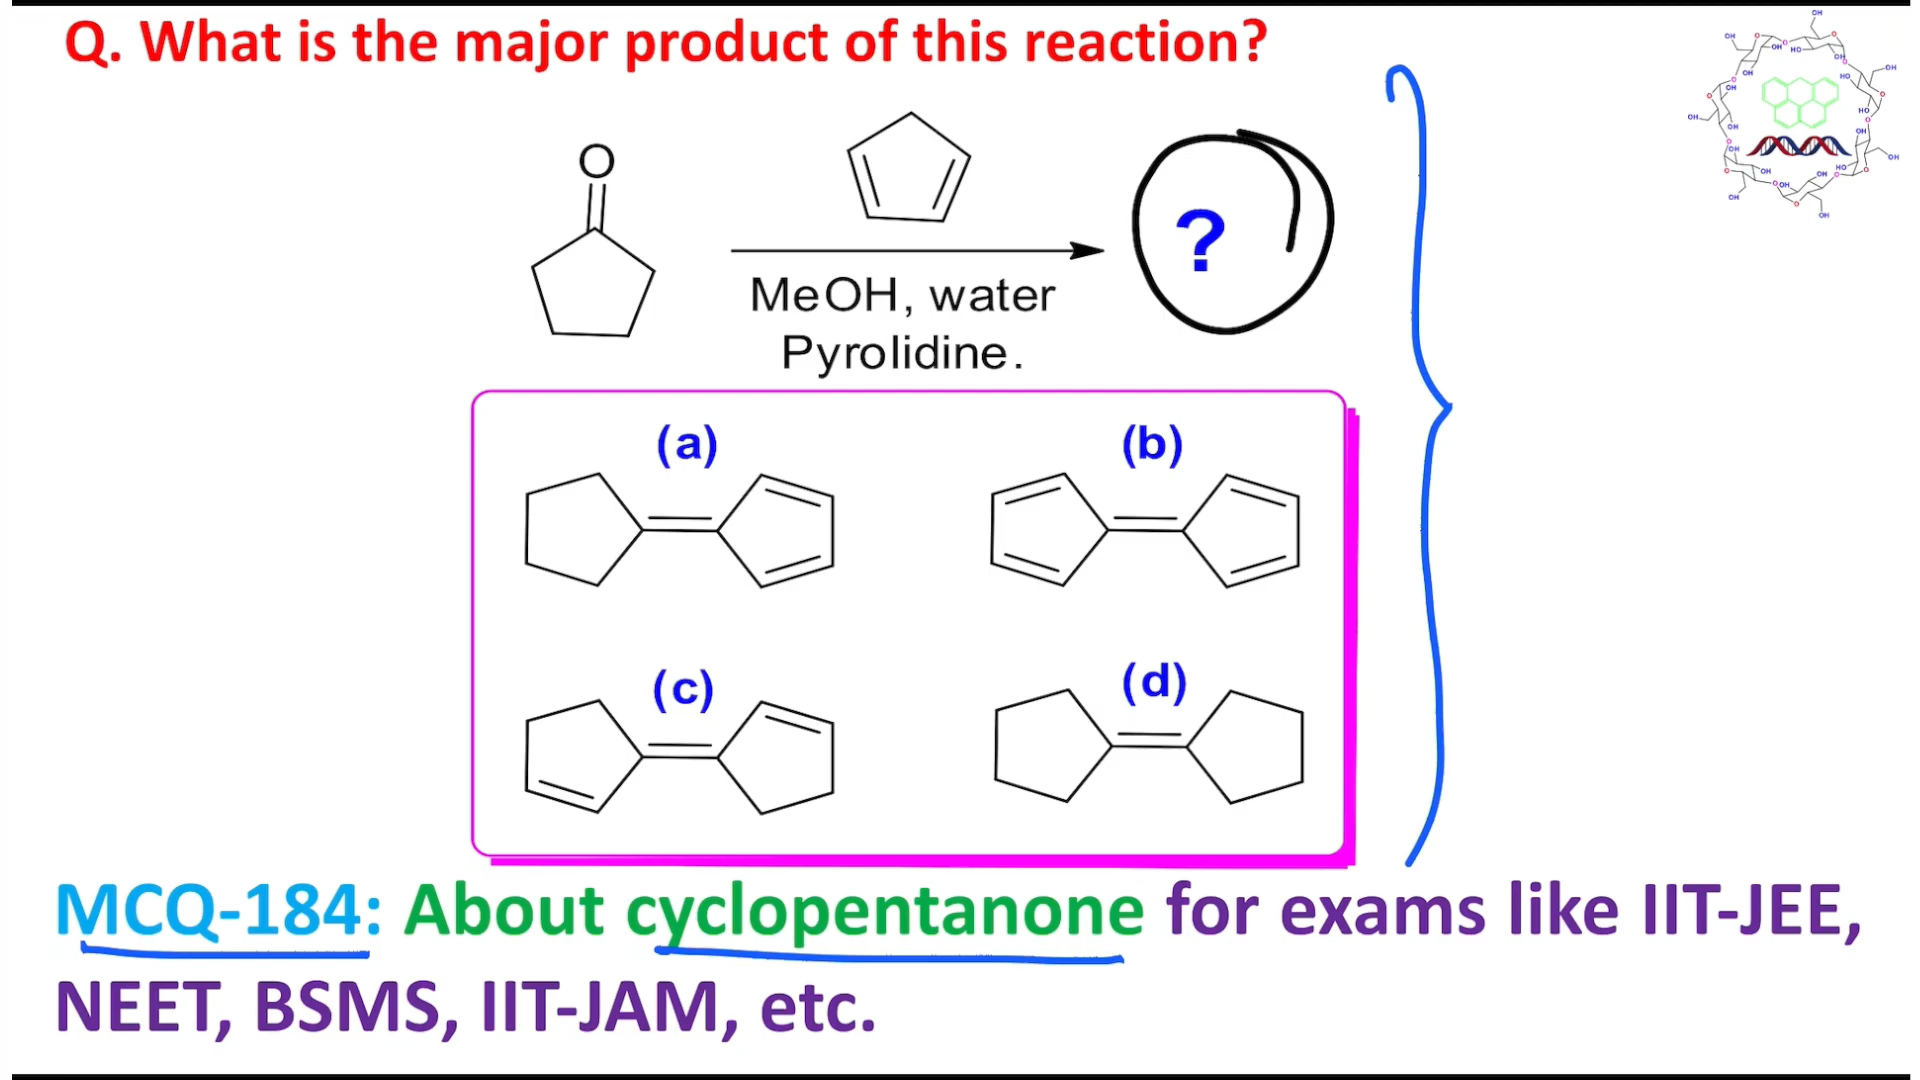 Q. What is the major product of this reaction?
O
?
MeOH, water
Pyrolidine.
(a)
(b)
(c)
(d)
MCQ-184: About cyclopentanone for exams like IIT-JEE,
NEET, BSMS, IIT-JAM, etc.